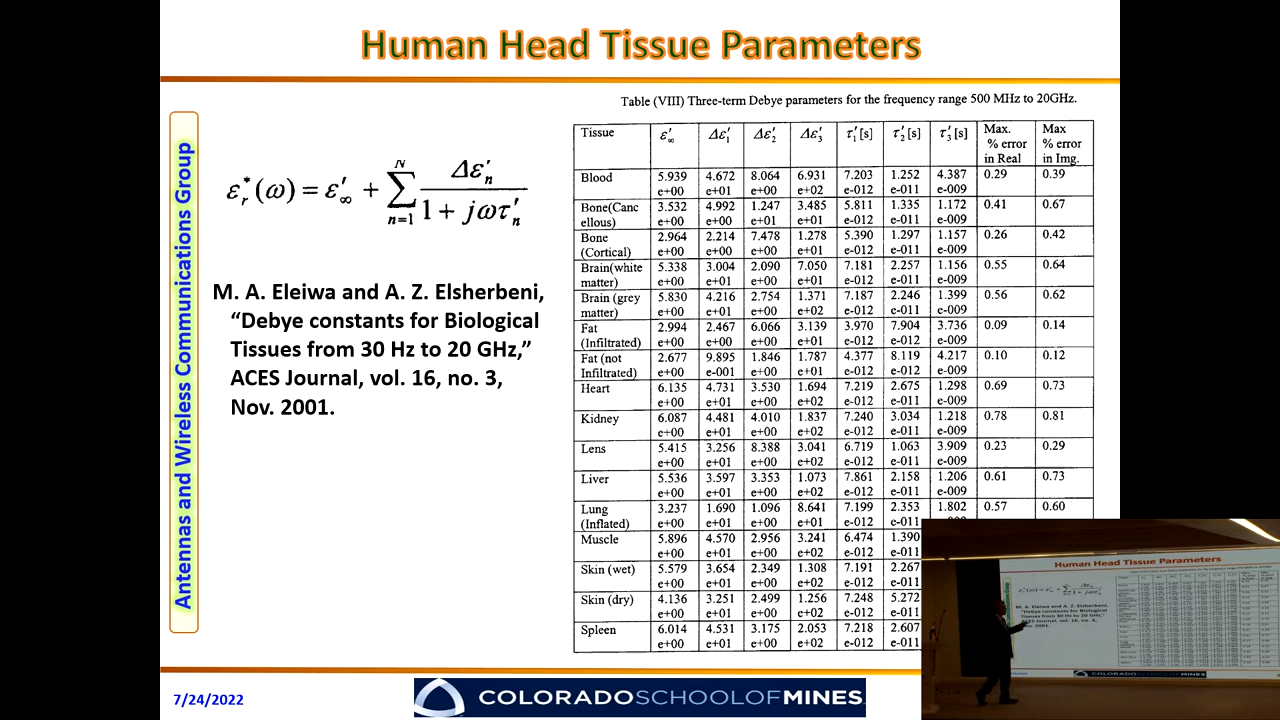 Human Head Tissue Parameters
Antennas and Wireless Communications Group
ε*r(ω) = ε′∞ + Σ N n=1 Δε′n / 1 + jωτ′n
M. A. Eleiwa and A. Z. Elsherbeni,
“Debye constants for Biological
Tissues from 30 Hz to 20 GHz,”
ACES Journal, vol. 16, no. 3,
Nov. 2001.
Table (VIII) Three-term Debye parameters for the frequency range 500 MHz to 20GHz.
Tissue ε′∞ Δε′1 Δε′2 Δε′3 τ′1 [s] τ′2 [s] τ′3 [s] Max. % error in Real Max % error in Img.
Blood 5.939 e+00 4.672 e+01 8.064 e+00 6.931 e+02 7.203 e-012 1.252 e-011 4.387 e-009 0.29 0.39
Bone(Canc ellous) 3.532 e+00 4.992 e+00 1.247 e+01 3.485 e+01 5.811 e-012 1.335 e-011 1.172 e-009 0.41 0.67
Bone (Cortical) 2.964 e+00 2.214 e+00 7.478 e+00 1.278 e+01 5.390 e-012 1.297 e-011 1.157 e-009 0.26 0.42
Brain(white matter) 5.338 e+00 3.004 e+01 2.090 e+00 7.050 e+01 7.181 e-012 2.257 e-011 1.156 e-009 0.55 0.64
Brain (grey matter) 5.830 e+00 4.216 e+01 2.754 e+00 1.371 e+02 7.187 e-012 2.246 e-011 1.399 e-009 0.56 0.62
Fat (Infiltrated) 2.994 e+00 2.467 e+00 6.066 e+00 3.139 e+01 3.970 e-012 7.904 e-012 3.736 e-009 0.09 0.14
Fat (not Infiltrated) 2.677 e+00 9.895 e-001 1.846 e+00 1.787 e+01 4.377 e-012 8.119 e-012 4.217 e-009 0.10 0.12
Heart 6.135 e+00 4.731 e+01 3.530 e+00 1.694 e+02 7.219 e-012 2.675 e-011 1.298 e-009 0.69 0.73
Kidney 6.087 e+00 4.481 e+01 4.010 e+00 1.837 e+02 7.240 e-012 3.034 e-011 1.218 e-009 0.78 0.81
Lens 5.415 e+00 3.256 e+01 8.388 e+00 3.041 e+02 6.719 e-012 1.063 e-011 3.909 e-009 0.23 0.29
Liver 5.536 e+00 3.597 e+01 3.353 e+00 1.073 e+02 7.861 e-012 2.158 e-011 1.206 e-009 0.61 0.73
Lung (Inflated) 3.237 e+00 1.690 e+01 1.096 e+00 8.641 e+01 7.199 e-012 2.353 e-011 1.802 0.57 0.60
Muscle 5.896 e+00 4.570 e+01 2.956 e+00 3.241 e+02 6.474 e-012 1.390 e-011
Skin (wet) 5.579 e+00 3.654 e+01 2.349 e+00 1.308 e+02 7.191 e-012 2.267 e-011
Skin (dry) 4.136 e+00 3.251 e+01 2.499 e+00 1.256 e+02 7.248 e-012 5.272 e-011
Spleen 6.014 e+00 4.531 e+01 3.175 e+00 2.053 e+02 7.218 e-012 2.607 e-011
Human Head Tissue Parameters
M. A. Eleiwa and A. Z. Elsherbeni,
“Debye constants for Biological
Tissues from 30 Hz to 20 GHz,”
COLORADOSCHOOLOFMINES
7/24/2022
COLORADOSCHOOLOFMINES